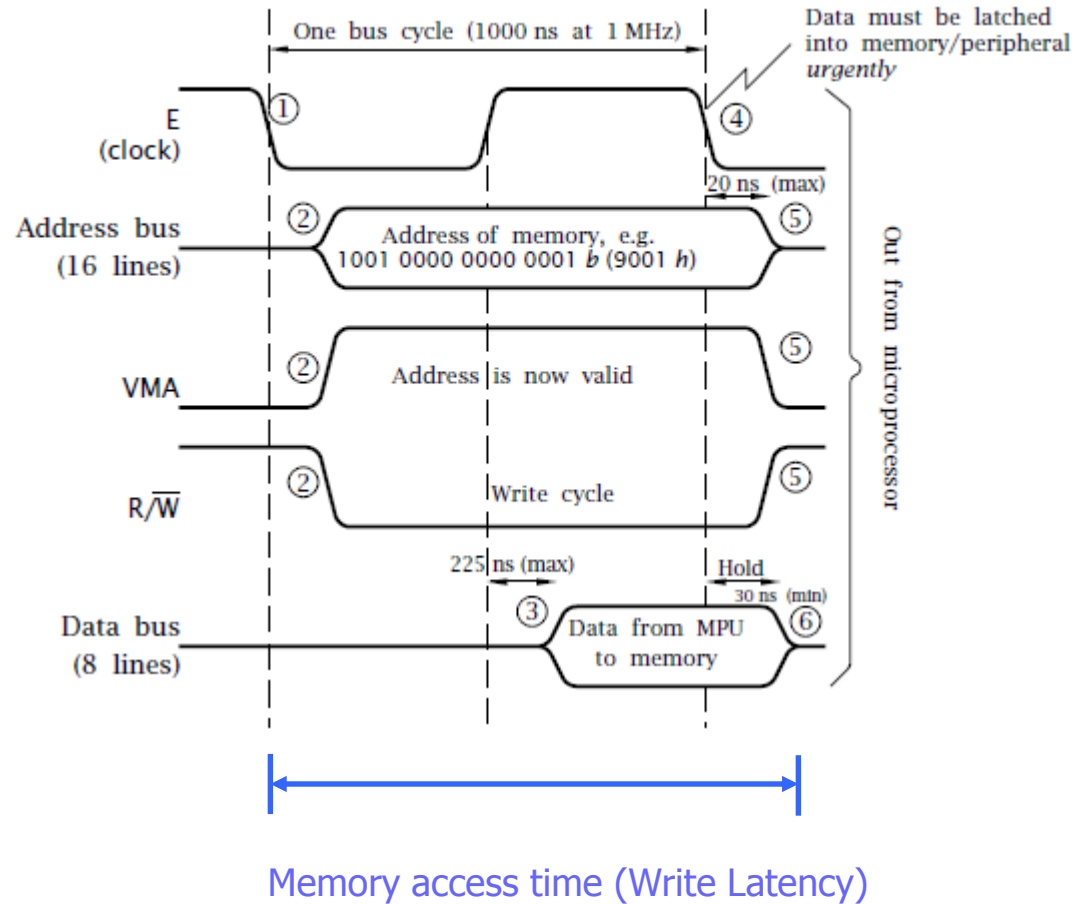 One bus cycle (1000 ns at 1 MHz)
Data must be latched
into memory/peripheral
urgently
E
(clock)
①
④
20 ns (max)
Address bus
(16 lines)
②
Address of memory, e.g.
1001 0000 0000 0001 b (9001 h)
⑤
VMA
②
Address is now valid
⑤
R/W̅
②
Write cycle
⑤
225 ns (max)
Hold
30 ns (min)
Data bus
(8 lines)
③
Data from MPU
to memory
⑥
Out from microprocessor
Memory access time (Write Latency)